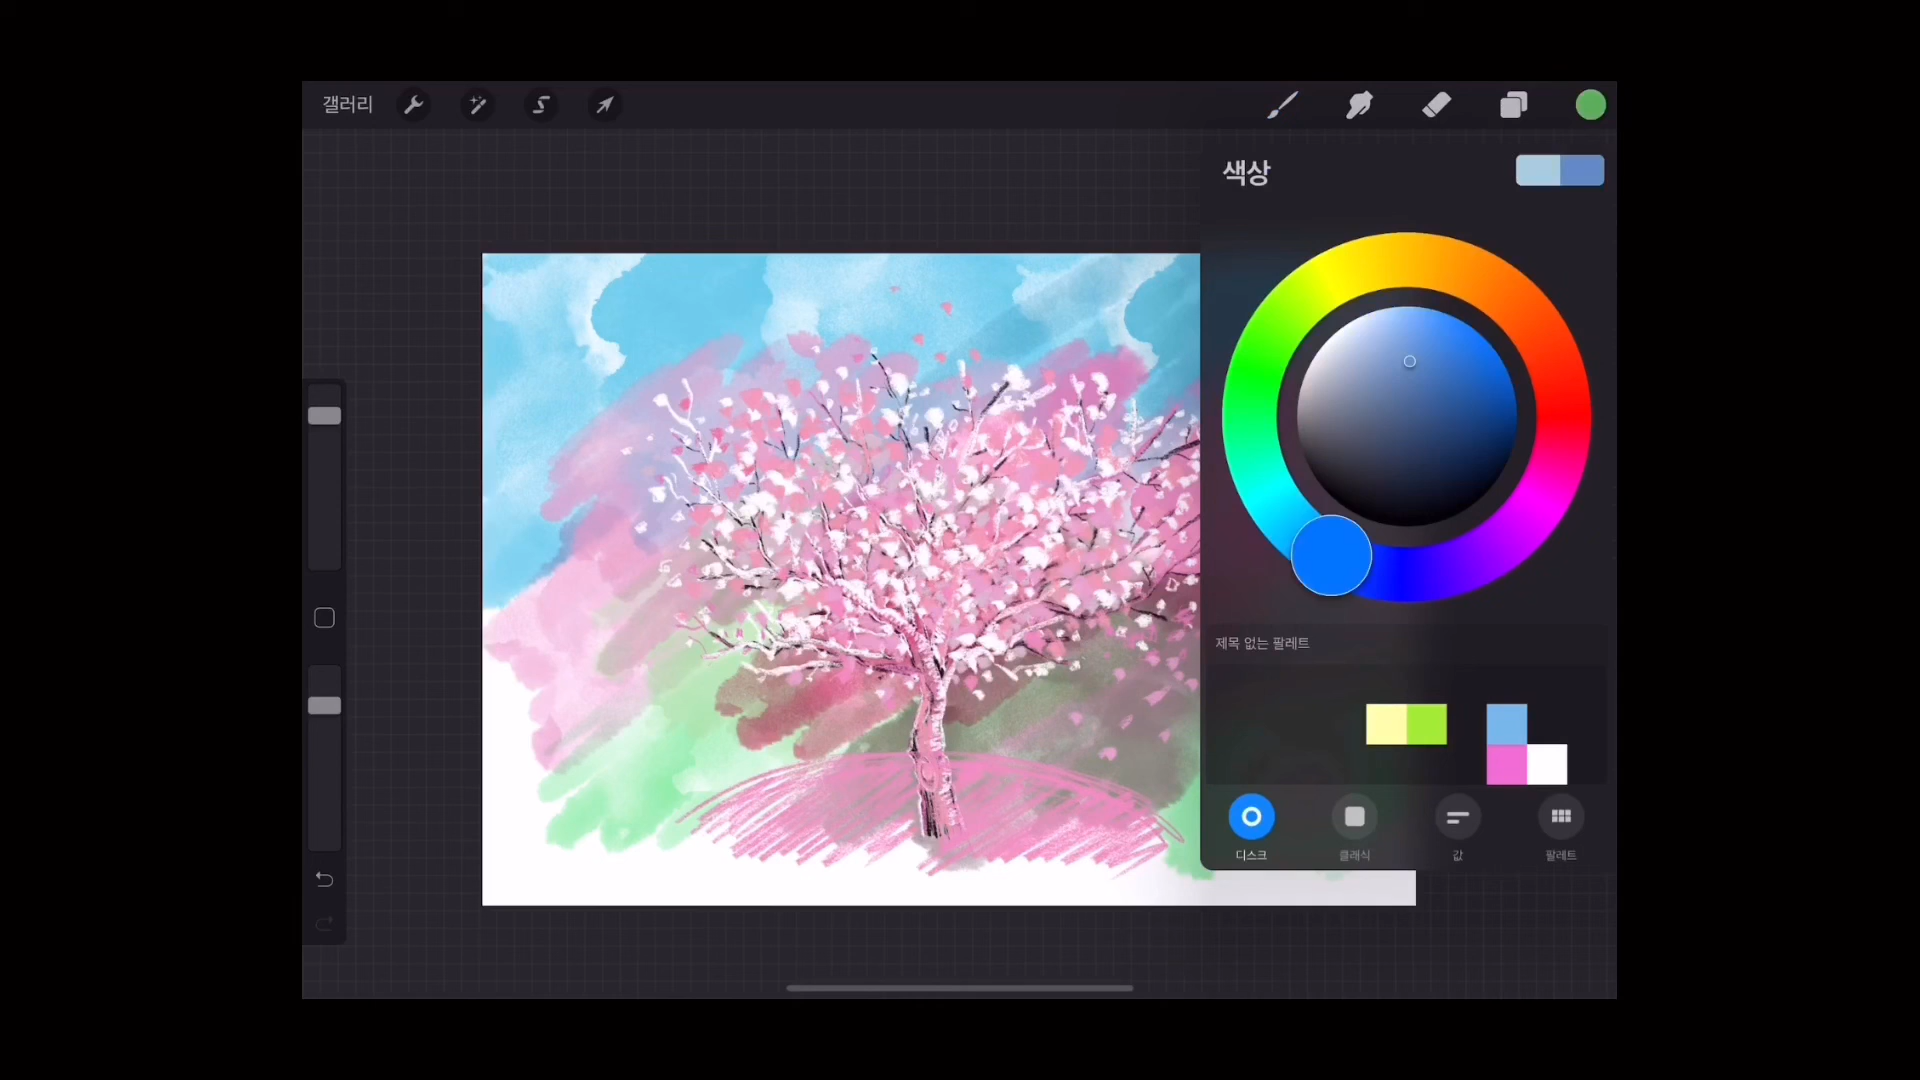 갤러리
색상
제목 없는 팔레트
디스크
클래식
값
팔레트